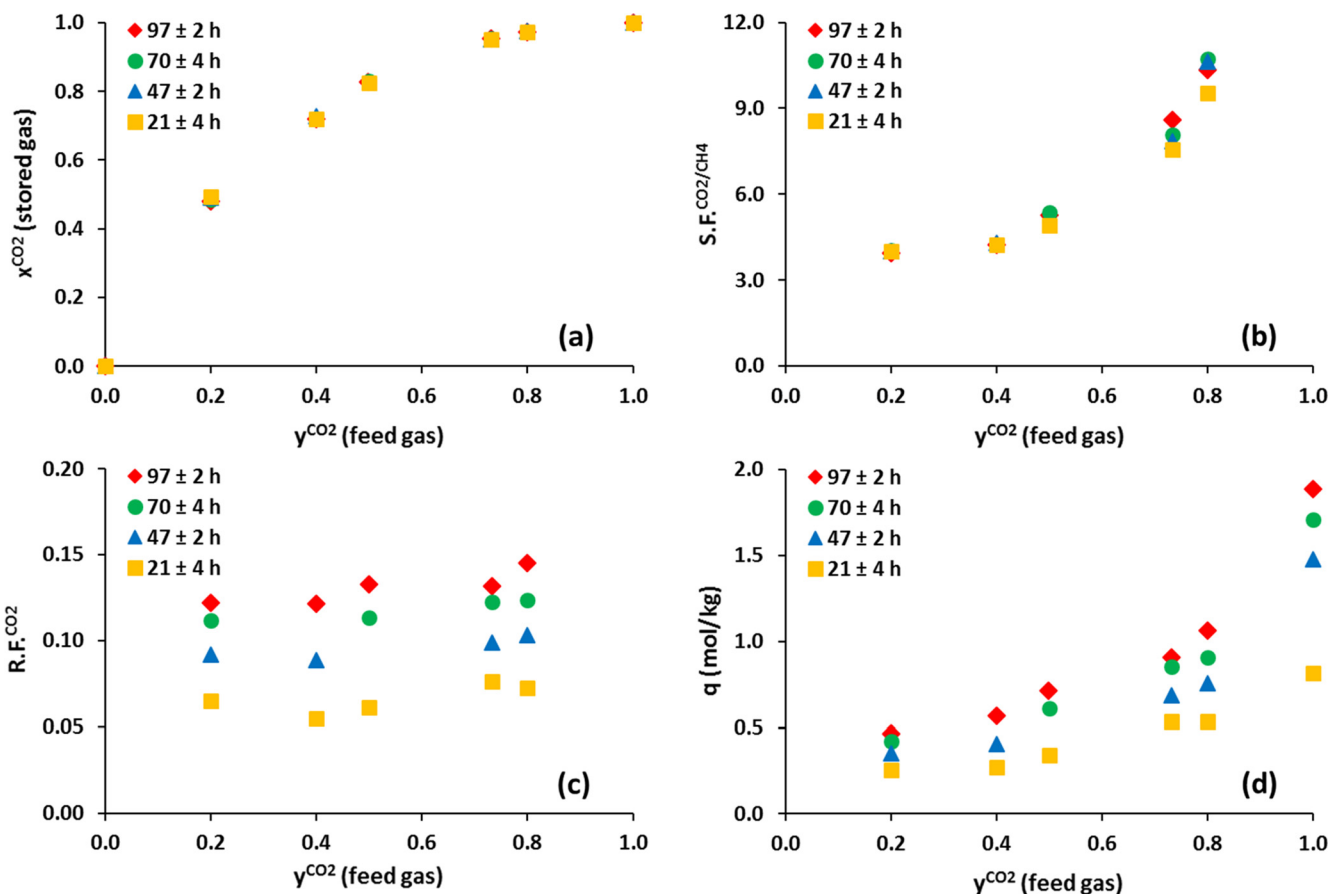 1.0
0.8
0.6
0.4
0.2
0.0
x^CO2 (stored gas)
97 ± 2 h
70 ± 4 h
47 ± 2 h
21 ± 4 h
(a)
0.0 0.2 0.4 0.6 0.8 1.0
y^CO2 (feed gas)
12.0
9.0
6.0
3.0
0.0
S.F.^CO2/CH4
97 ± 2 h
70 ± 4 h
47 ± 2 h
21 ± 4 h
(b)
0.0 0.2 0.4 0.6 0.8 1.0
y^CO2 (feed gas)
0.20
0.15
0.10
0.05
0.00
R.F.^CO2
97 ± 2 h
70 ± 4 h
47 ± 2 h
21 ± 4 h
(c)
0.0 0.2 0.4 0.6 0.8 1.0
y^CO2 (feed gas)
2.0
1.5
1.0
0.5
0.0
q (mol/kg)
97 ± 2 h
70 ± 4 h
47 ± 2 h
21 ± 4 h
(d)
0.0 0.2 0.4 0.6 0.8 1.0
y^CO2 (feed gas)